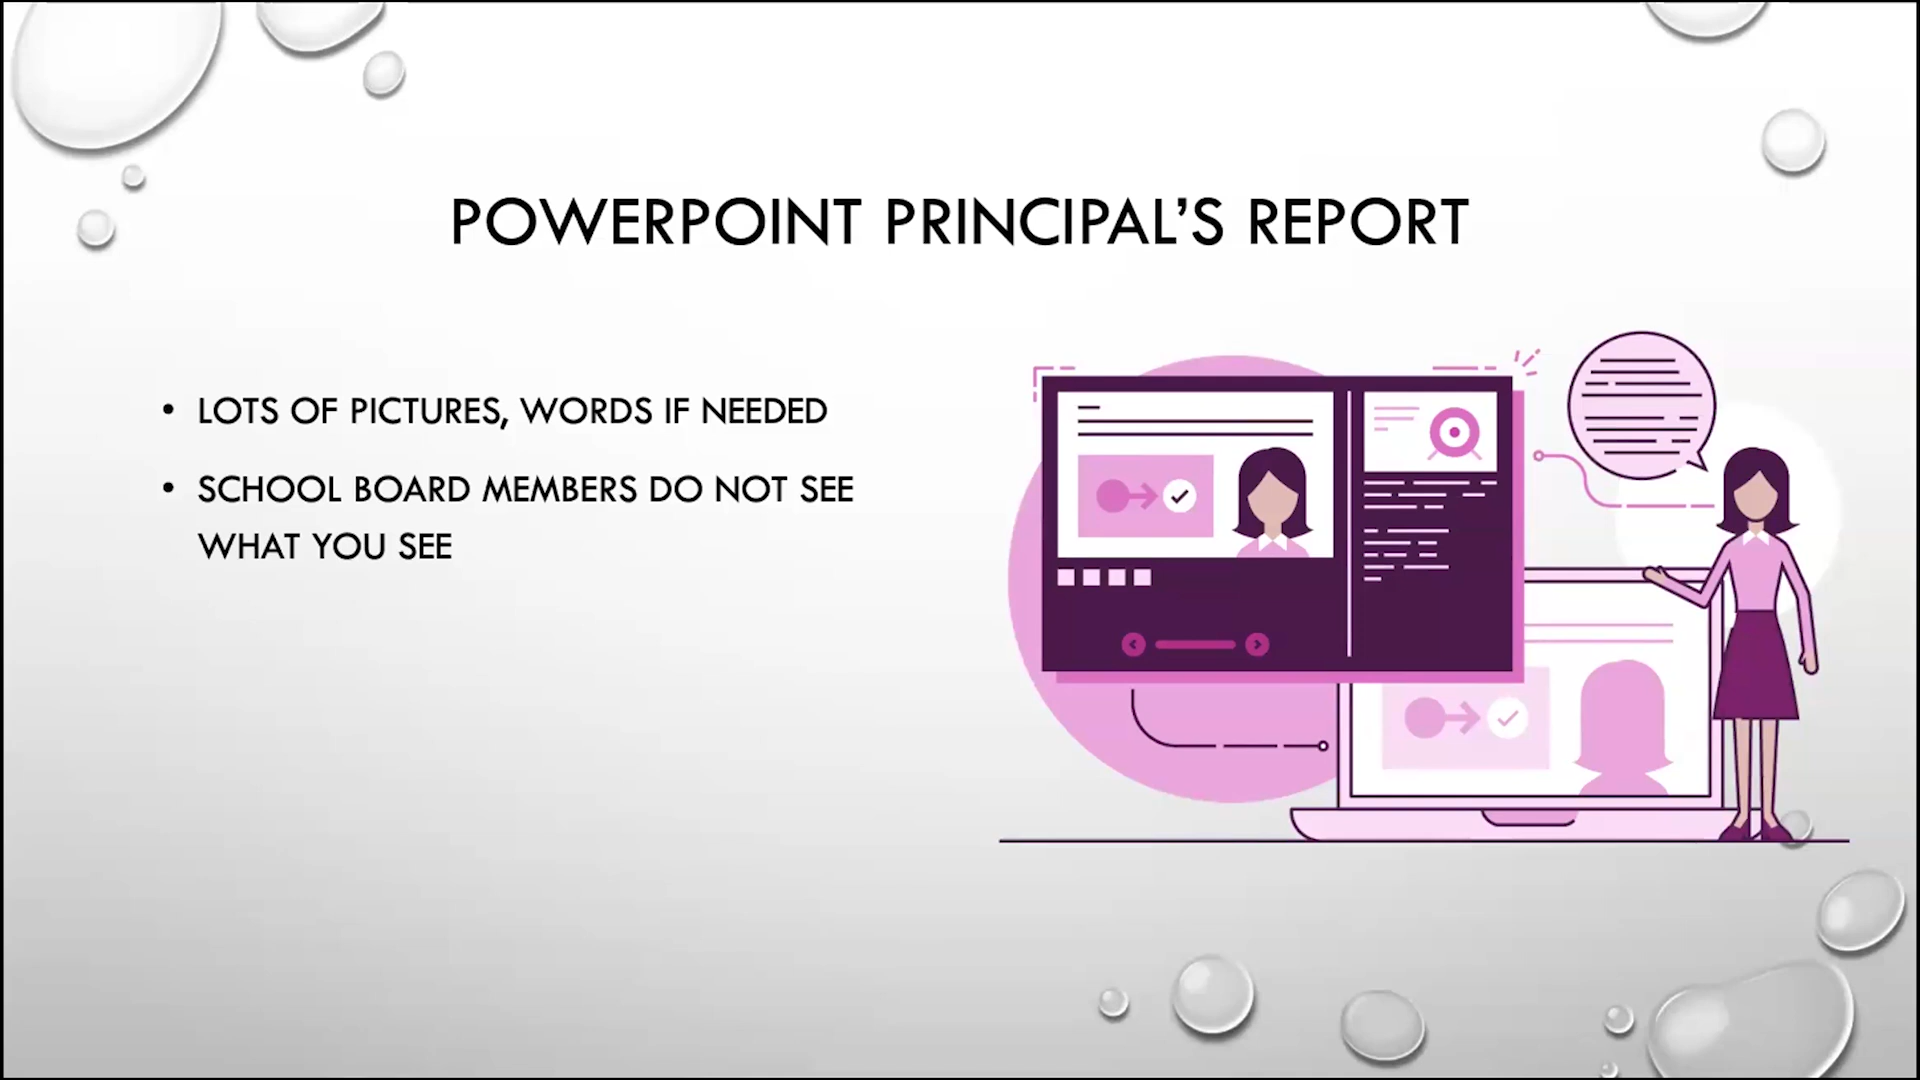 POWERPOINT PRINCIPAL’S REPORT
• LOTS OF PICTURES, WORDS IF NEEDED
• SCHOOL BOARD MEMBERS DO NOT SEE
WHAT YOU SEE